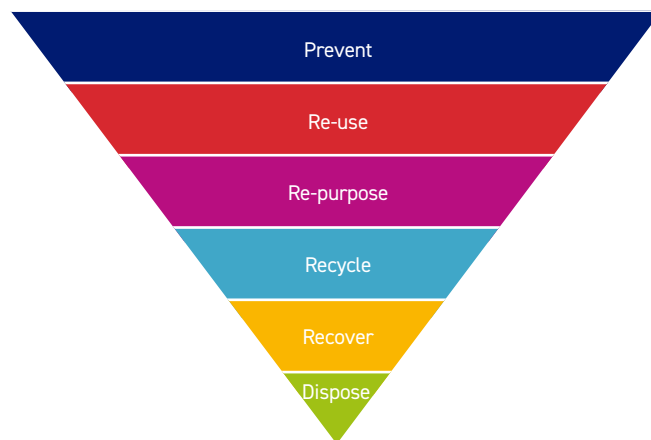 Prevent
Re-use
Re-purpose
Recycle
Recover
Dispose